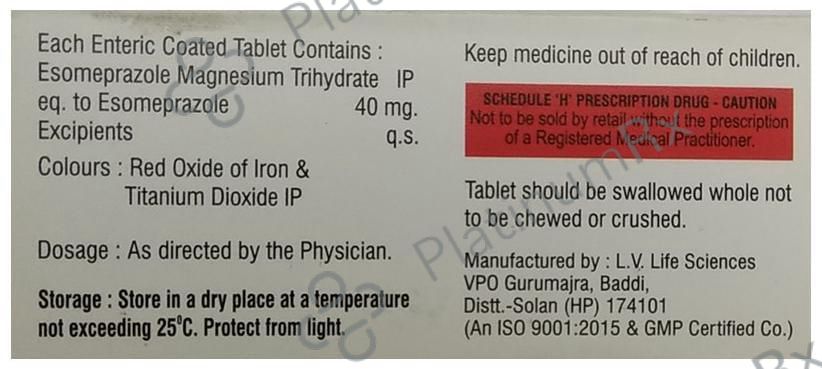 Each Enteric Coated Tablet Contains :
Esomeprazole Magnesium Trihydrate IP
eq. to Esomeprazole 40 mg.
Excipients q.s.
Colours : Red Oxide of Iron &
Titanium Dioxide IP
Dosage : As directed by the Physician.
Storage : Store in a dry place at a temperature
not exceeding 25°C. Protect from light.
Keep medicine out of reach of children.
SCHEDULE 'H' PRESCRIPTION DRUG - CAUTION
Not to be sold by retail without the prescription
of a Registered Medical Practitioner.
Tablet should be swallowed whole not
to be chewed or crushed.
Manufactured by : L.V. Life Sciences
VPO Gurumajra, Baddi,
Distt.-Solan (HP) 174101
(An ISO 9001:2015 & GMP Certified Co.)
PlatinumRx